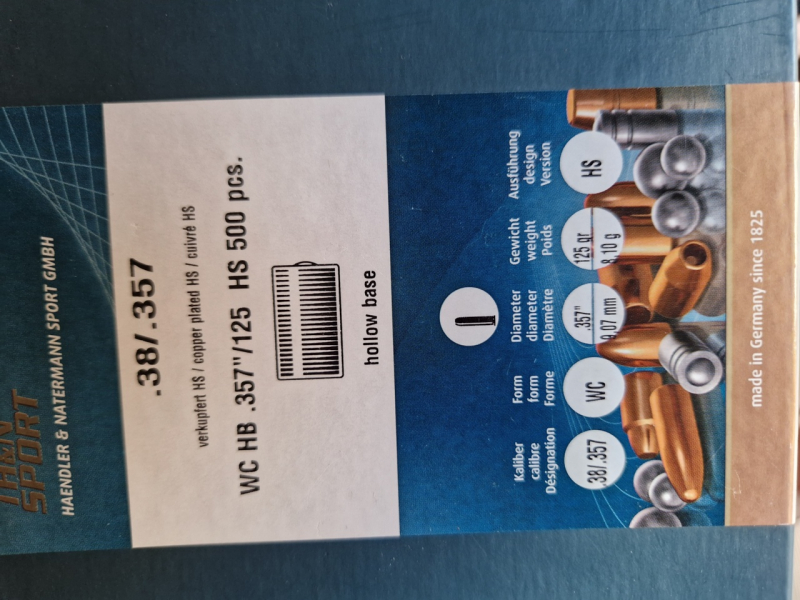 H&N
SPORT
HAENDLER & NATERMANN SPORT GMBH
.38/.357
verkupfert HS / copper plated HS / cuivré HS
WC HB .357"/125 HS 500 pcs.
hollow base
Kaliber
calibre
Désignation
.38/.357
Form
form
Forme
WC
Diameter
diameter
Diamètre
.357"
9,07 mm
Gewicht
weight
Poids
125 gr
8,10 g
Ausführung
design
Version
HS
made in Germany since 1825